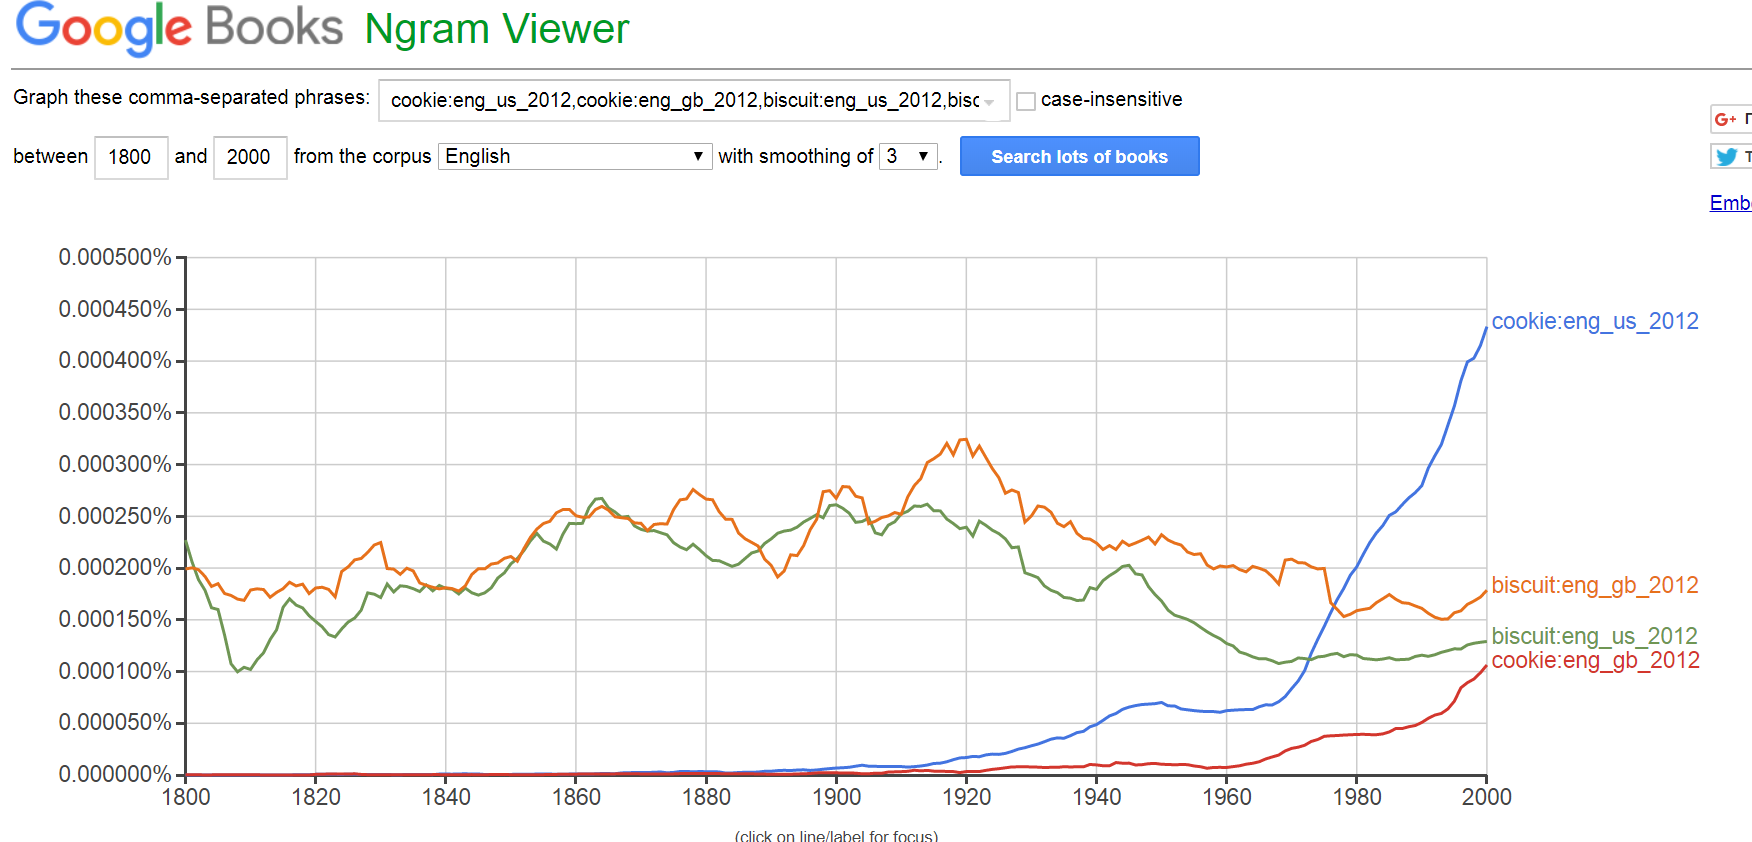 Google Books Ngram Viewer
Graph these comma-separated phrases: cookie:eng_us_2012,cookie:eng_gb_2012,biscuit:eng_us_2012,bisc case-insensitive
between 1800 and 2000 from the corpus English with smoothing of 3 . Search lots of books
G+
Emb
0.000500%
0.000450%
0.000400%
0.000350%
0.000300%
0.000250%
0.000200%
0.000150%
0.000100%
0.000050%
0.000000%
cookie:eng_us_2012
biscuit:eng_gb_2012
biscuit:eng_us_2012
cookie:eng_gb_2012
1800 1820 1840 1860 1880 1900 1920 1940 1960 1980 2000
(click on line/label for focus)